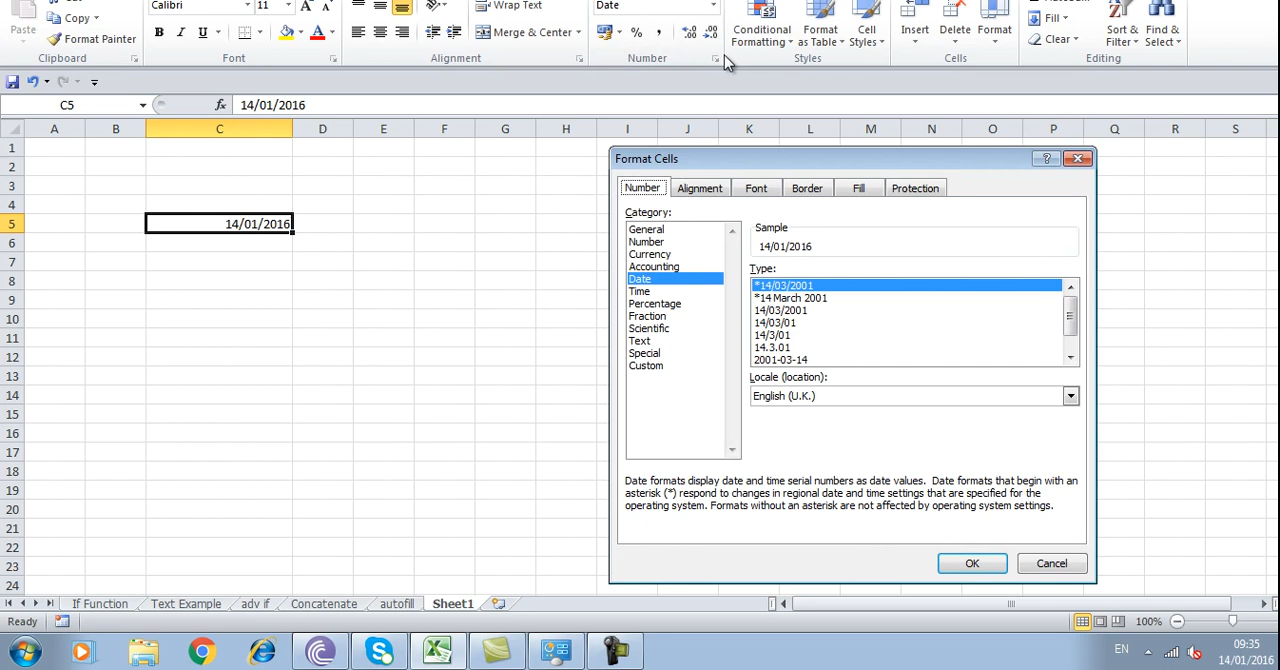 Calibri 11 Wrap Text Date
Paste Copy Format Painter B I U Merge & Center % , Conditional Formatting Format as Table Cell Styles Insert Delete Format Fill Clear Sort & Filter Find & Select
Clipboard Font Alignment Number Styles Cells Editing
C5 fx 14/01/2016
A B C D E F G H I J K L M N O P Q R S
1
2
3
4
5 14/01/2016
6
7
8
9
10
11
12
13
14
15
16
17
18
19
20
21
22
23
24
Format Cells
Number Alignment Font Border Fill Protection
Category:
General
Number
Currency
Accounting
Date
Time
Percentage
Fraction
Scientific
Text
Special
Custom
Sample
14/01/2016
Type:
*14/03/2001
*14 March 2001
14/03/2001
14/03/01
14/3/01
14.3.01
2001-03-14
Locale (location):
English (U.K.)
Date formats display date and time serial numbers as date values. Date formats that begin with an
asterisk (*) respond to changes in regional date and time settings that are specified for the
operating system. Formats without an asterisk are not affected by operating system settings.
OK Cancel
If Function Text Example adv if Concatenate autofill Sheet1
Ready 100%
EN 09:35
14/01/2016